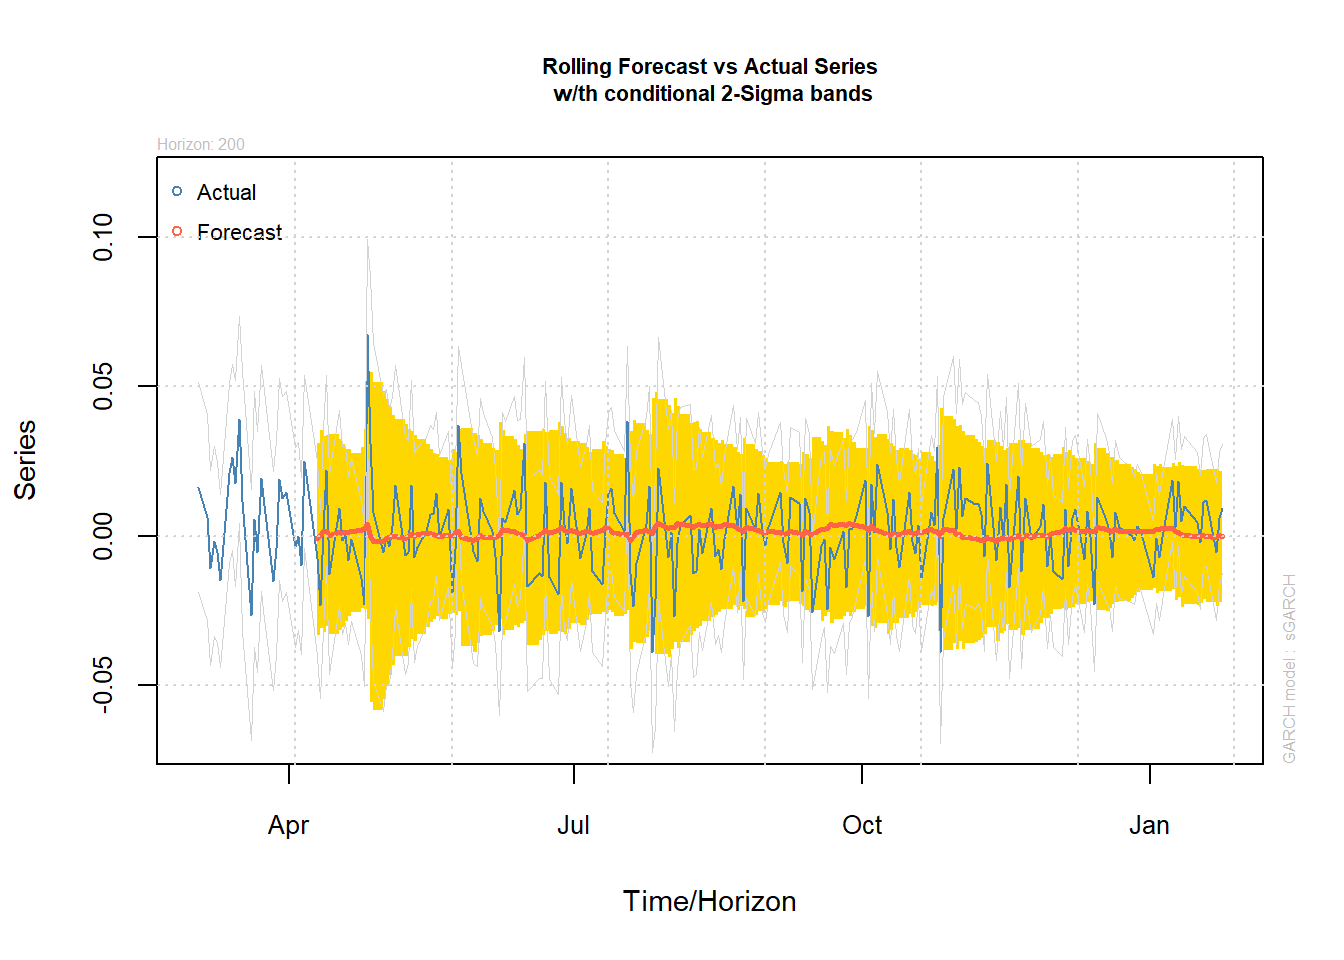 Rolling Forecast vs Actual Series
w/th conditional 2-Sigma bands
Horizon: 200
Actual
Forecast
0.10
0.05
0.00
-0.05
Series
Apr
Jul
Oct
Jan
Time/Horizon
GARCH model : sGARCH